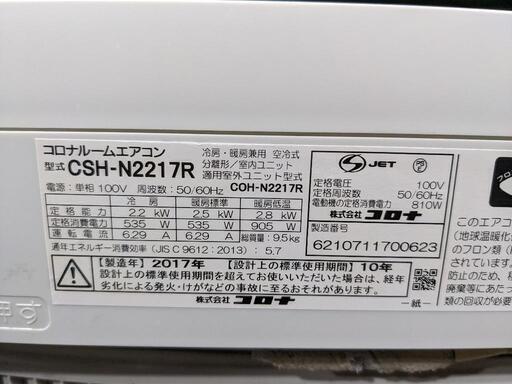 コロナルームエアコン
型式 CSH-N2217R
冷房・暖房兼用 空冷式
分離形/室内ユニット
適用室外ユニット型式
電源：単相 100V 周波数：50/60Hz COH-N2217R
冷房 暖房標準 暖房低温
定格能力 2.2 kW 2.5 kW 2.8 kW
定格消費電力 535 W 535 W 905 W
運転電流 6.29 A 6.29 A 総質量：9.5kg
通年エネルギー消費効率（JIS C 9612：2013）：5.7
JET
定格電圧 100V
定格周波数 50/60Hz
電動機の定格消費電力 810W
株式会社 コロナ
製造番号
6210711700623
【製造年】2017年 【設計上の標準使用期間】10年
設計上の標準使用期間を超えてお使いいただいた場合は、経年
劣化による発火・けがなどの事故に至るおそれがあります。
株式会社 コロナ
―紙―
フロ
このエアコ
(地球温暖化
のフロン類(
防止のため、
廃棄等にあたって
類の回収が必要で
押す